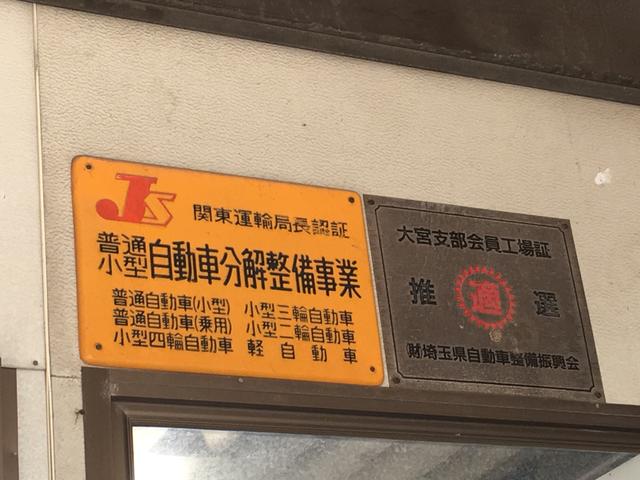 JS 関東運輸局長認証
普通
小型 自動車分解整備事業
普通自動車(小型) 小型三輪自動車
普通自動車(乗用) 小型二輪自動車
小型四輪自動車 軽自動車
大宮支部会員工場証
推 適 選
(財)埼玉県自動車整備振興会